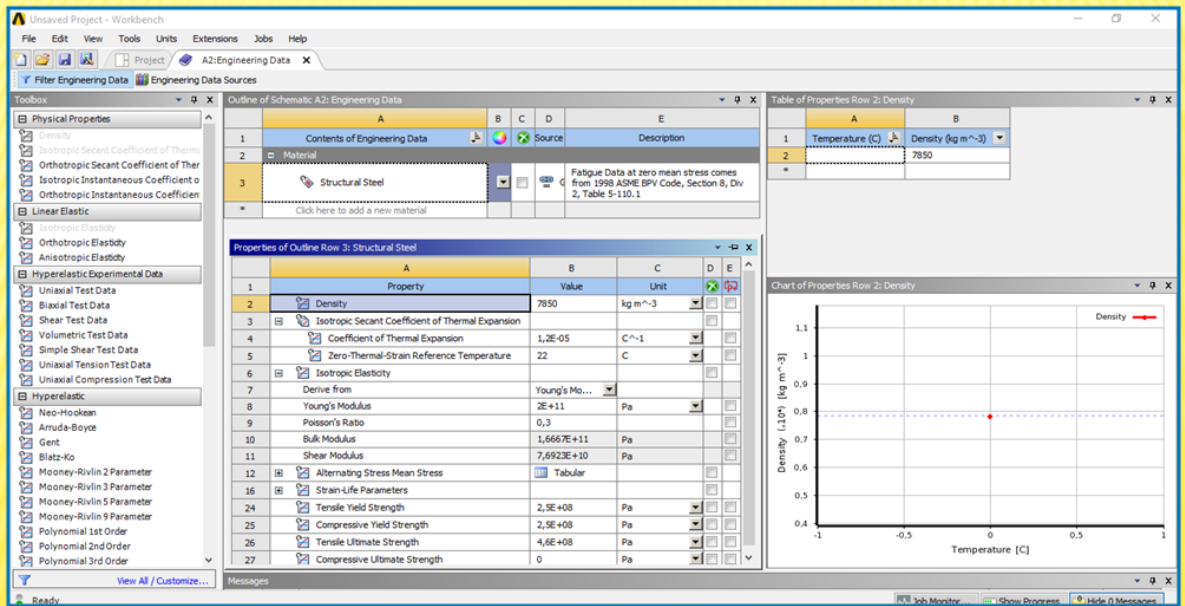 Unsaved Project - Workbench
File Edit View Tools Units Extensions Jobs Help
Project A2:Engineering Data
Filter Engineering Data Engineering Data Sources
Toolbox
Physical Properties
Density
Isotropic Secant Coefficient of Therma
Orthotropic Secant Coefficient of Ther
Isotropic Instantaneous Coefficient o
Orthotropic Instantaneous Coefficien
Linear Elastic
Isotropic Elasticity
Orthotropic Elasticity
Anisotropic Elasticity
Hyperelastic Experimental Data
Uniaxial Test Data
Biaxial Test Data
Shear Test Data
Volumetric Test Data
Simple Shear Test Data
Uniaxial Tension Test Data
Uniaxial Compression Test Data
Hyperelastic
Neo-Hookean
Arruda-Boyce
Gent
Blatz-Ko
Mooney-Rivlin 2 Parameter
Mooney-Rivlin 3 Parameter
Mooney-Rivlin 5 Parameter
Mooney-Rivlin 9 Parameter
Polynomial 1st Order
Polynomial 2nd Order
Polynomial 3rd Order
View All / Customize...
Outline of Schematic A2: Engineering Data
A B C D E
1 Contents of Engineering Data Source Description
2 Material
3 Structural Steel Fatigue Data at zero mean stress comes
from 1998 ASME BPV Code, Section 8, Div
2, Table 5-110.1
* Click here to add a new material
Properties of Outline Row 3: Structural Steel
A B C D E
1 Property Value Unit
2 Density 7850 kg m^-3
3 Isotropic Secant Coefficient of Thermal Expansion
4 Coefficient of Thermal Expansion 1,2E-05 C^-1
5 Zero-Thermal-Strain Reference Temperature 22 C
6 Isotropic Elasticity
7 Derive from Young's Mo...
8 Young's Modulus 2E+11 Pa
9 Poisson's Ratio 0,3
10 Bulk Modulus 1,6667E+11 Pa
11 Shear Modulus 7,6923E+10 Pa
12 Alternating Stress Mean Stress Tabular
16 Strain-Life Parameters
24 Tensile Yield Strength 2,5E+08 Pa
25 Compressive Yield Strength 2,5E+08 Pa
26 Tensile Ultimate Strength 4,6E+08 Pa
27 Compressive Ultimate Strength 0 Pa
Table of Properties Row 2: Density
A B
1 Temperature (C) Density (kg m^-3)
2 7850
*
Chart of Properties Row 2: Density
Density
1,1
1
0,9
0,8
0,7
0,6
0,5
0,4
Density (.10⁴) [kg m^-3]
-1 -0,5 0 0,5 1
Temperature [C]
Messages
Ready
Job Monitor... Show Progress Hide 0 Messages